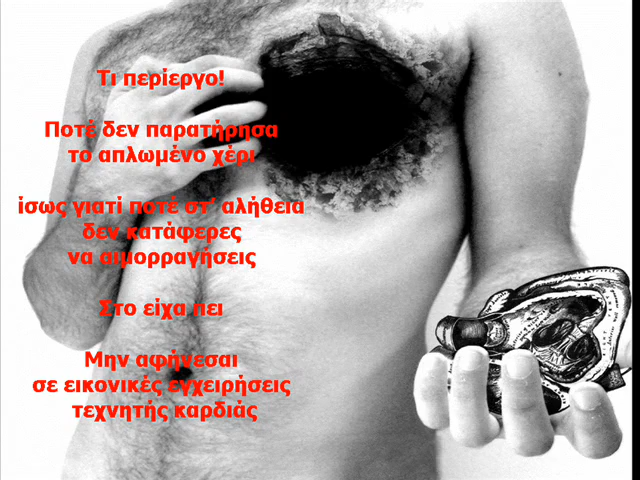 Τι περίεργο!
Ποτέ δεν παρατήρησα
το απλωμένο χέρι
ίσως γιατί ποτέ στ' αλήθεια
δεν κατάφερες
να αιμορραγήσεις
Στο είχα πει
Μην αφήνεσαι
σε εικονικές εγχειρήσεις
τεχνητής καρδιάς